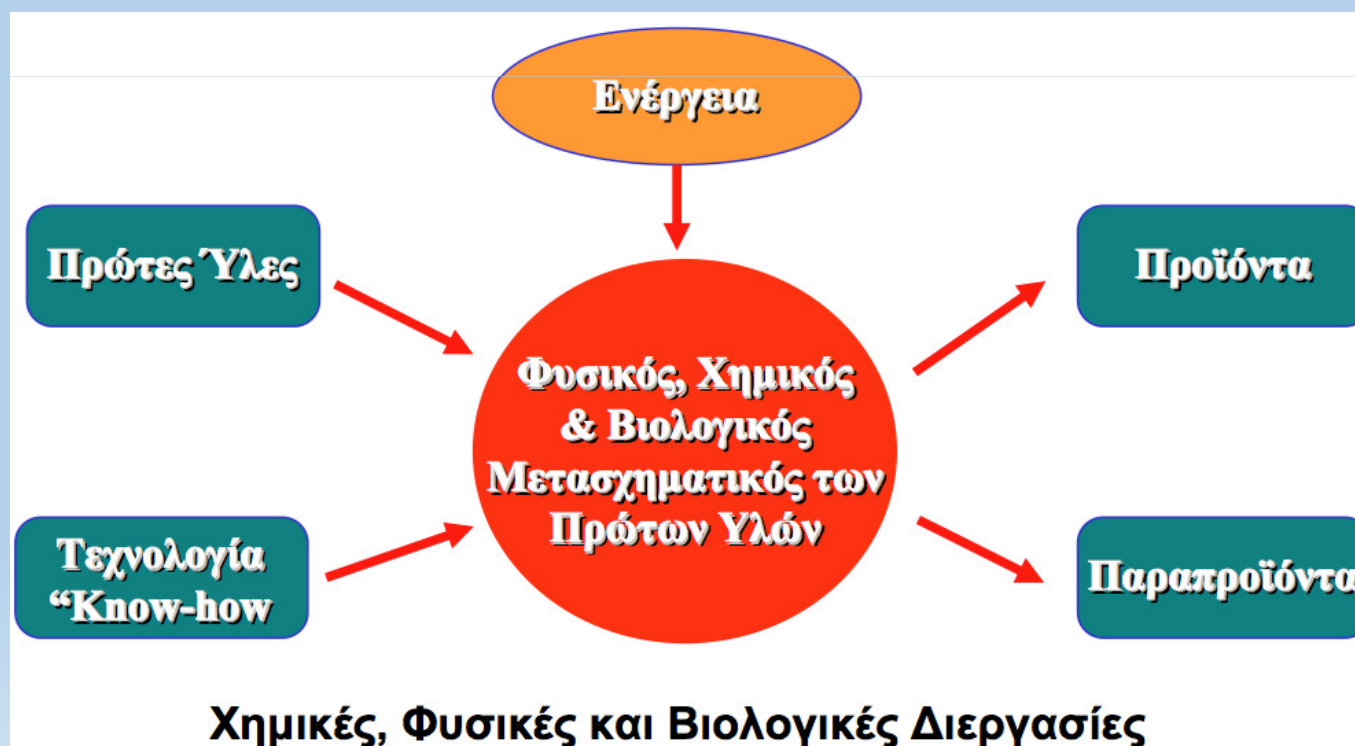 Ενέργεια
Πρώτες Ύλες
Προϊόντα
Φυσικός, Χημικός
& Βιολογικός
Μετασχηματικός των
Πρώτων Υλών
Τεχνολογία
“Know-how
Παραπροϊόντα
Χημικές, Φυσικές και Βιολογικές Διεργασίες